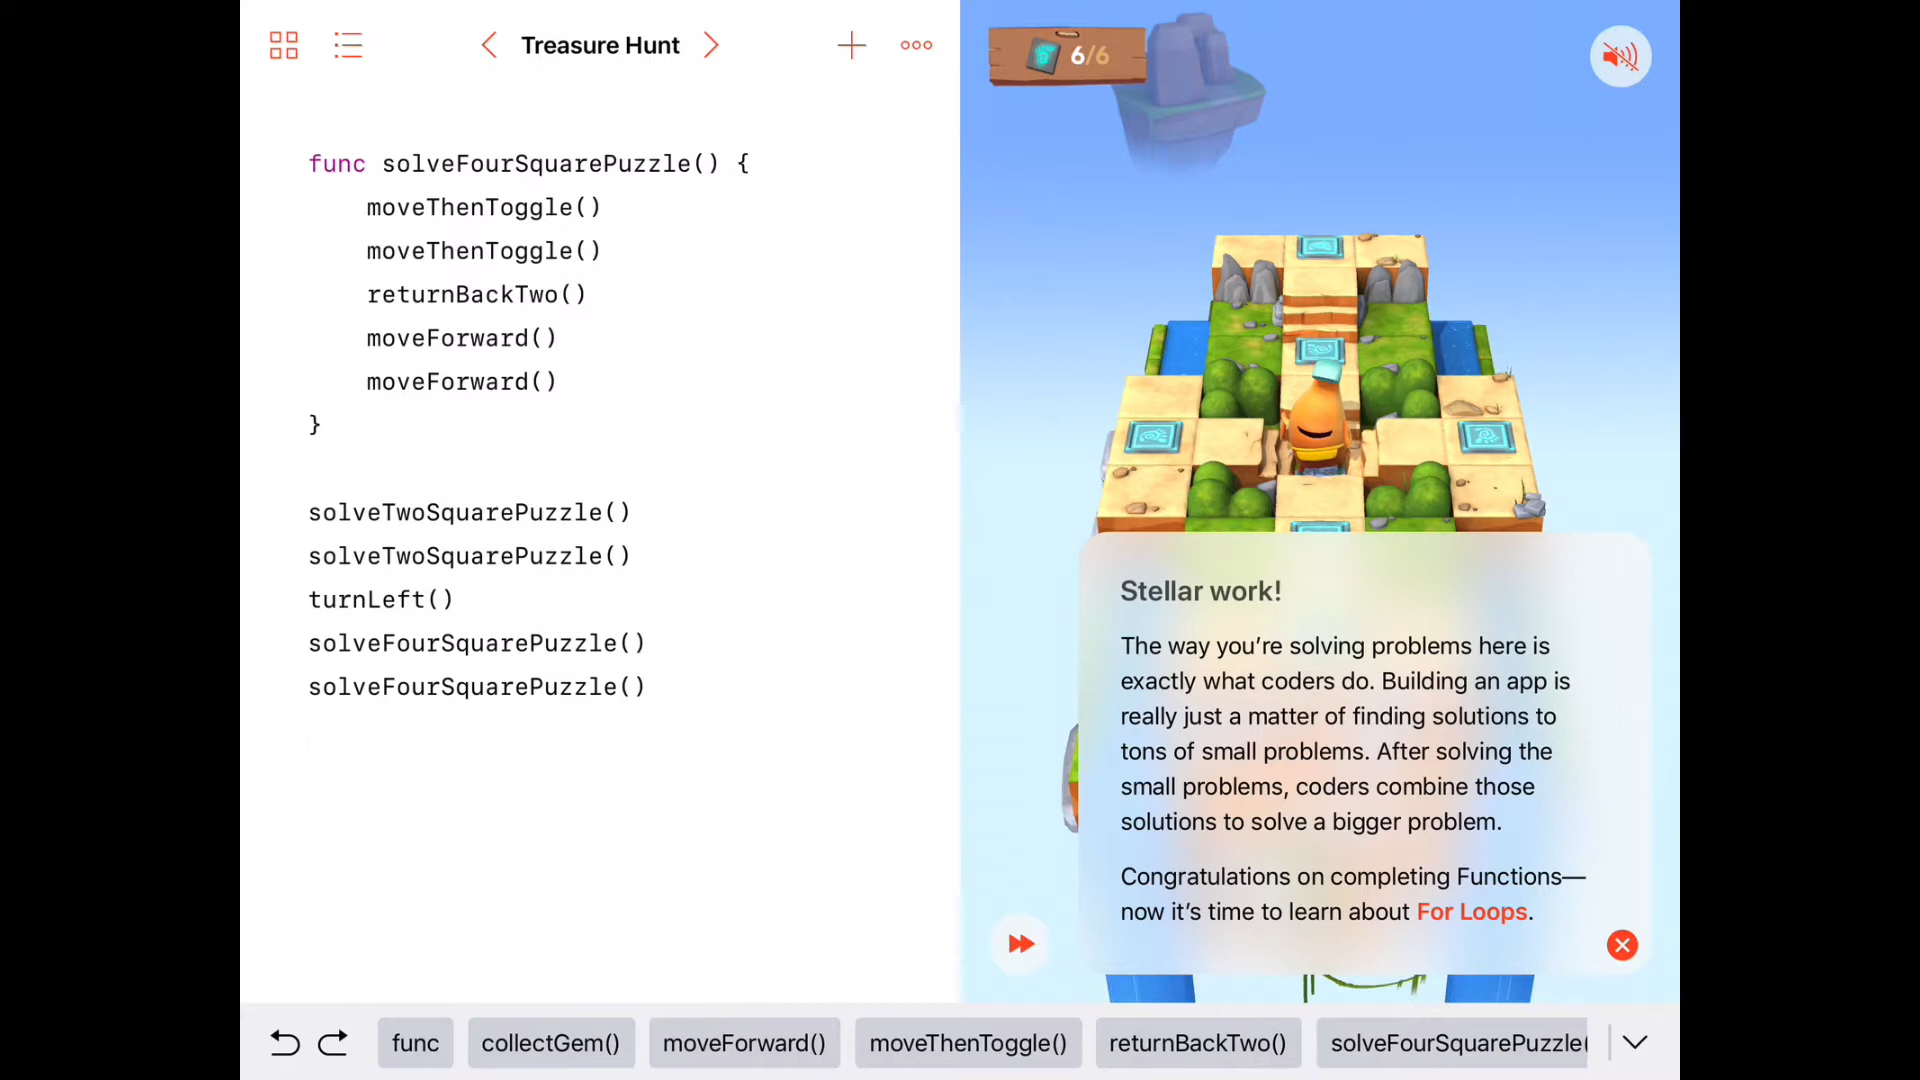 Treasure Hunt
func solveFourSquarePuzzle() {
moveThenToggle()
moveThenToggle()
returnBackTwo()
moveForward()
moveForward()
}
solveTwoSquarePuzzle()
solveTwoSquarePuzzle()
turnLeft()
solveFourSquarePuzzle()
solveFourSquarePuzzle()
6/6
Stellar work!
The way you’re solving problems here is
exactly what coders do. Building an app is
really just a matter of finding solutions to
tons of small problems. After solving the
small problems, coders combine those
solutions to solve a bigger problem.
Congratulations on completing Functions—
now it’s time to learn about For Loops.
func
collectGem()
moveForward()
moveThenToggle()
returnBackTwo()
solveFourSquarePuzzle(